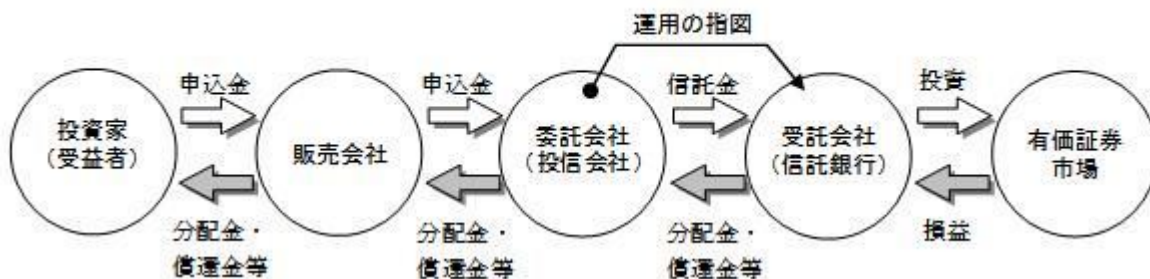 運用の指図
申込金
申込金
信託金
投資
投資家
(受益者)
販売会社
委託会社
(投信会社)
受託会社
(信託銀行)
有価証券
市場
分配金・
償還金等
分配金・
償還金等
分配金・
償還金等
損益